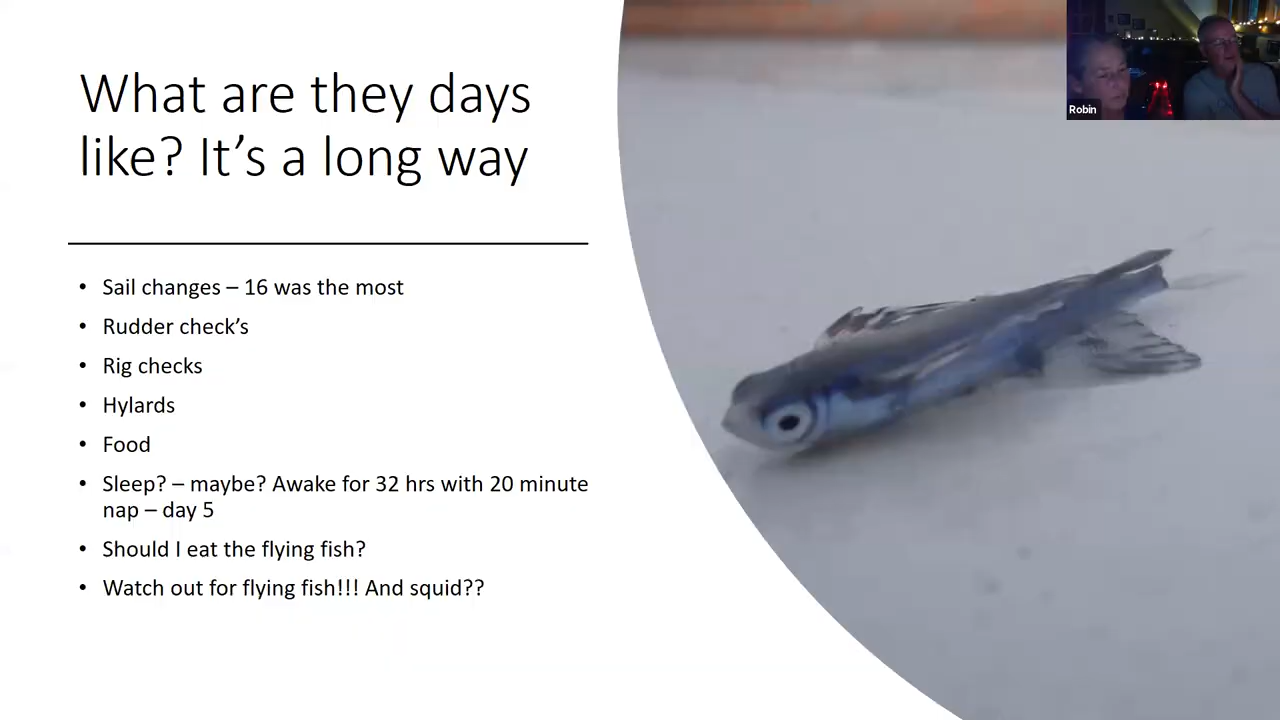 What are they days
like? It’s a long way
• Sail changes – 16 was the most
• Rudder check’s
• Rig checks
• Hylards
• Food
• Sleep? – maybe? Awake for 32 hrs with 20 minute
nap – day 5
• Should I eat the flying fish?
• Watch out for flying fish!!! And squid??
Robin